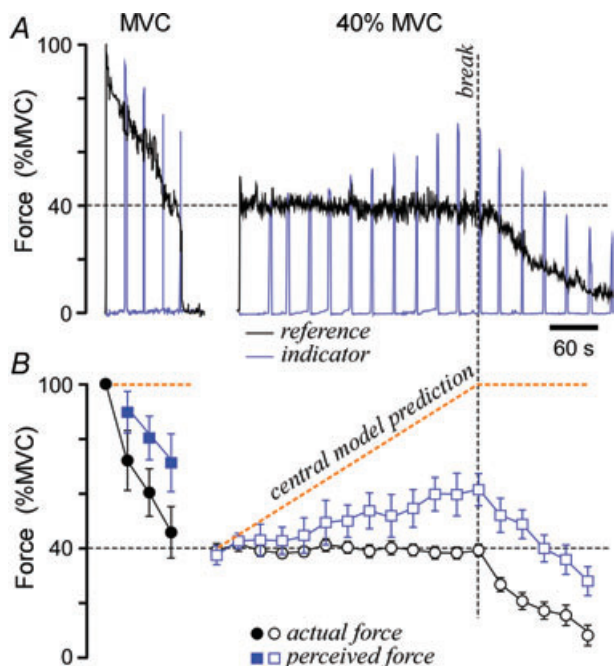 A
MVC
40% MVC
Force (%MVC)
100
40
0
break
reference
indicator
60 s
B
Force (%MVC)
100
40
0
central model prediction
actual force
perceived force